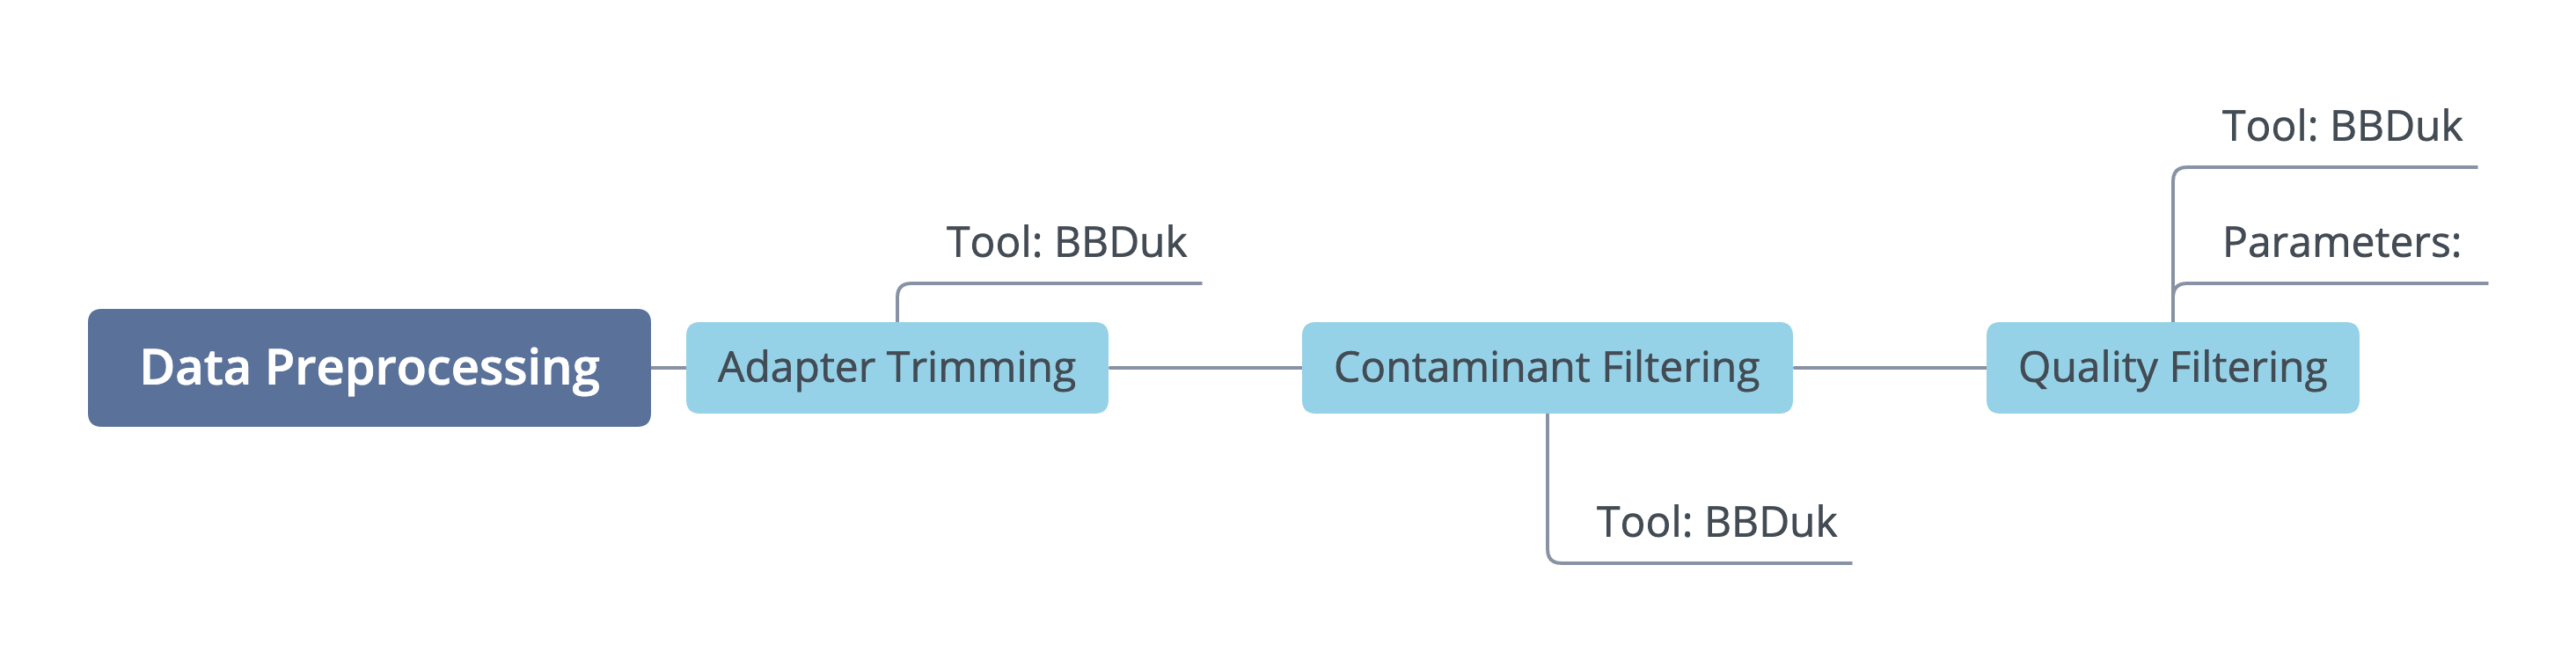 Data Preprocessing
Adapter Trimming
Tool: BBDuk
Contaminant Filtering
Tool: BBDuk
Quality Filtering
Tool: BBDuk
Parameters: